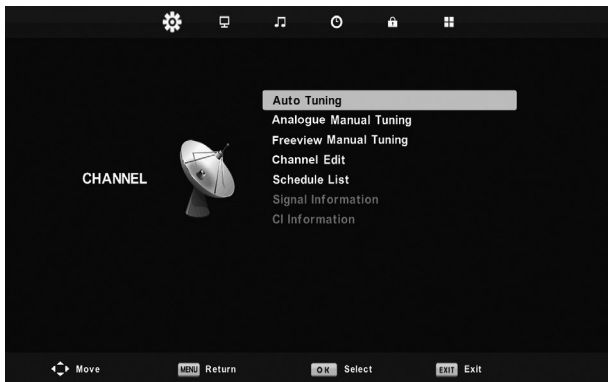 CHANNEL
Auto Tuning
Analogue Manual Tuning
Freeview Manual Tuning
Channel Edit
Schedule List
Signal Information
CI Information
Move MENU Return OK Select EXIT Exit